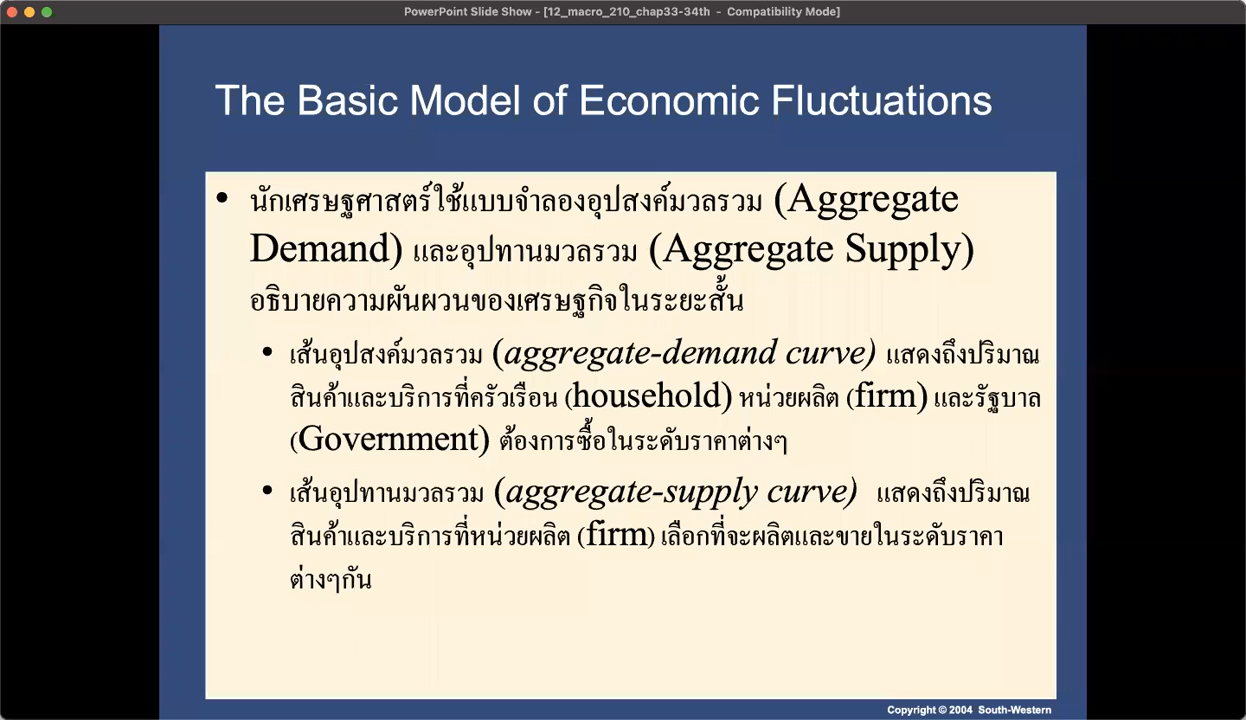 PowerPoint Slide Show - [12_macro_210_chap33-34th - Compatibility Mode]
The Basic Model of Economic Fluctuations
• นักเศรษฐศาสตร์ใช้แบบจำลองอุปสงค์มวลรวม (Aggregate
Demand) และอุปทานมวลรวม (Aggregate Supply)
อธิบายความผันผวนของเศรษฐกิจในระยะสั้น
• เส้นอุปสงค์มวลรวม (aggregate-demand curve) แสดงถึงปริมาณ
สินค้าและบริการที่ครัวเรือน (household) หน่วยผลิต (firm) และรัฐบาล
(Government) ต้องการซื้อในระดับราคาต่างๆ
• เส้นอุปทานมวลรวม (aggregate-supply curve) แสดงถึงปริมาณ
สินค้าและบริการที่หน่วยผลิต (firm) เลือกที่จะผลิตและขายในระดับราคา
ต่างๆกัน
Copyright © 2004 South-Western